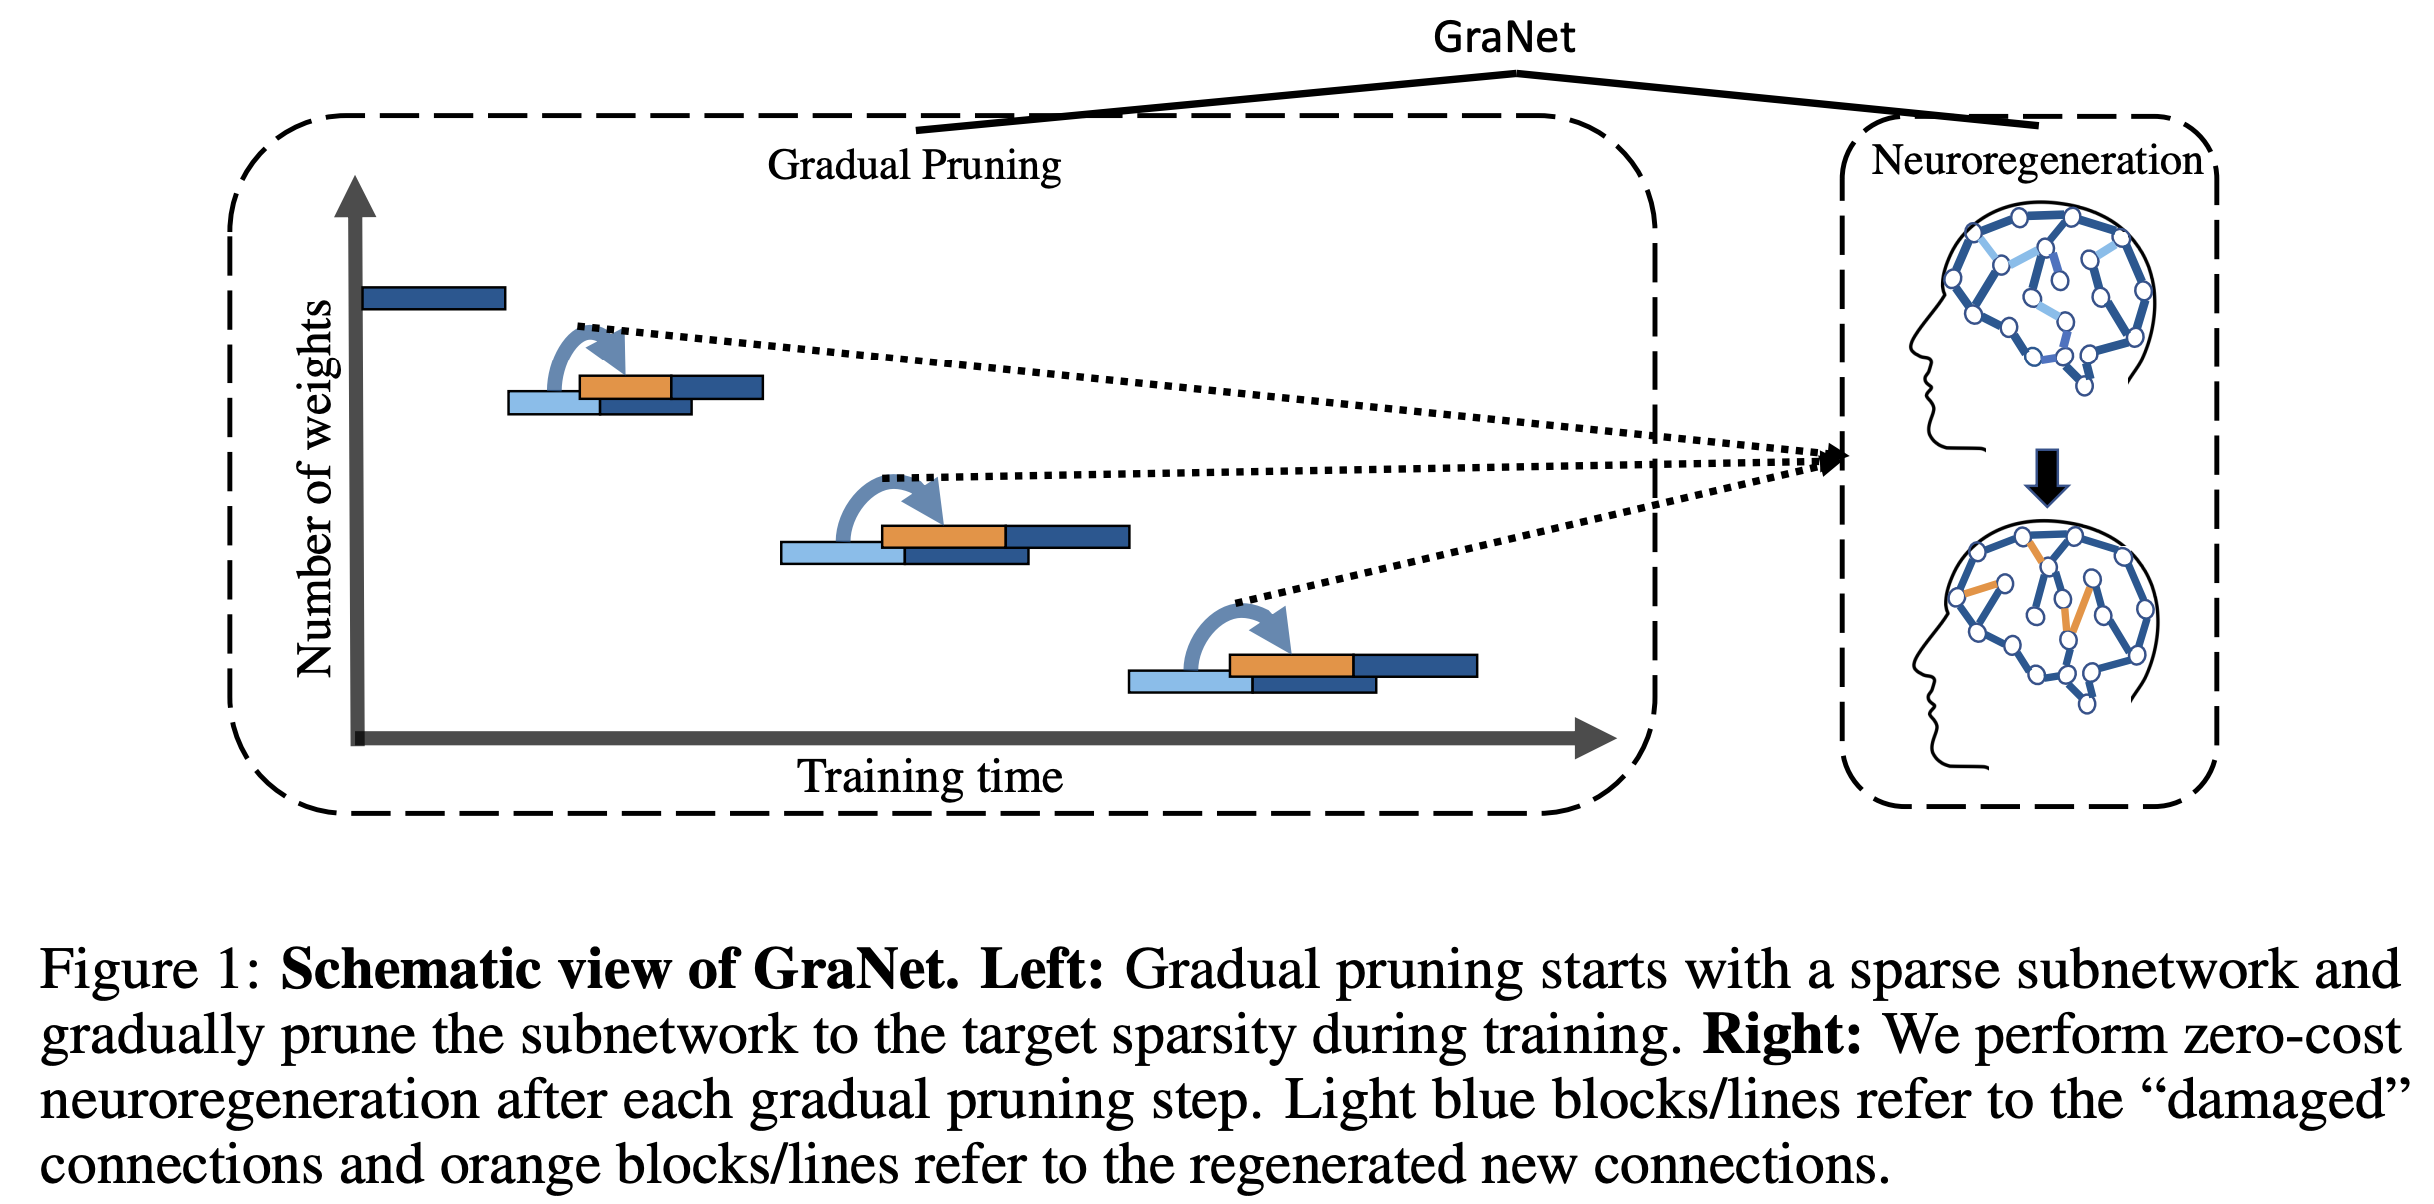 GraNet
Gradual Pruning
Neuroregeneration
Number of weights
Training time
Figure 1: Schematic view of GraNet. Left: Gradual pruning starts with a sparse subnetwork and
gradually prune the subnetwork to the target sparsity during training. Right: We perform zero-cost
neuroregeneration after each gradual pruning step. Light blue blocks/lines refer to the “damaged”
connections and orange blocks/lines refer to the regenerated new connections.